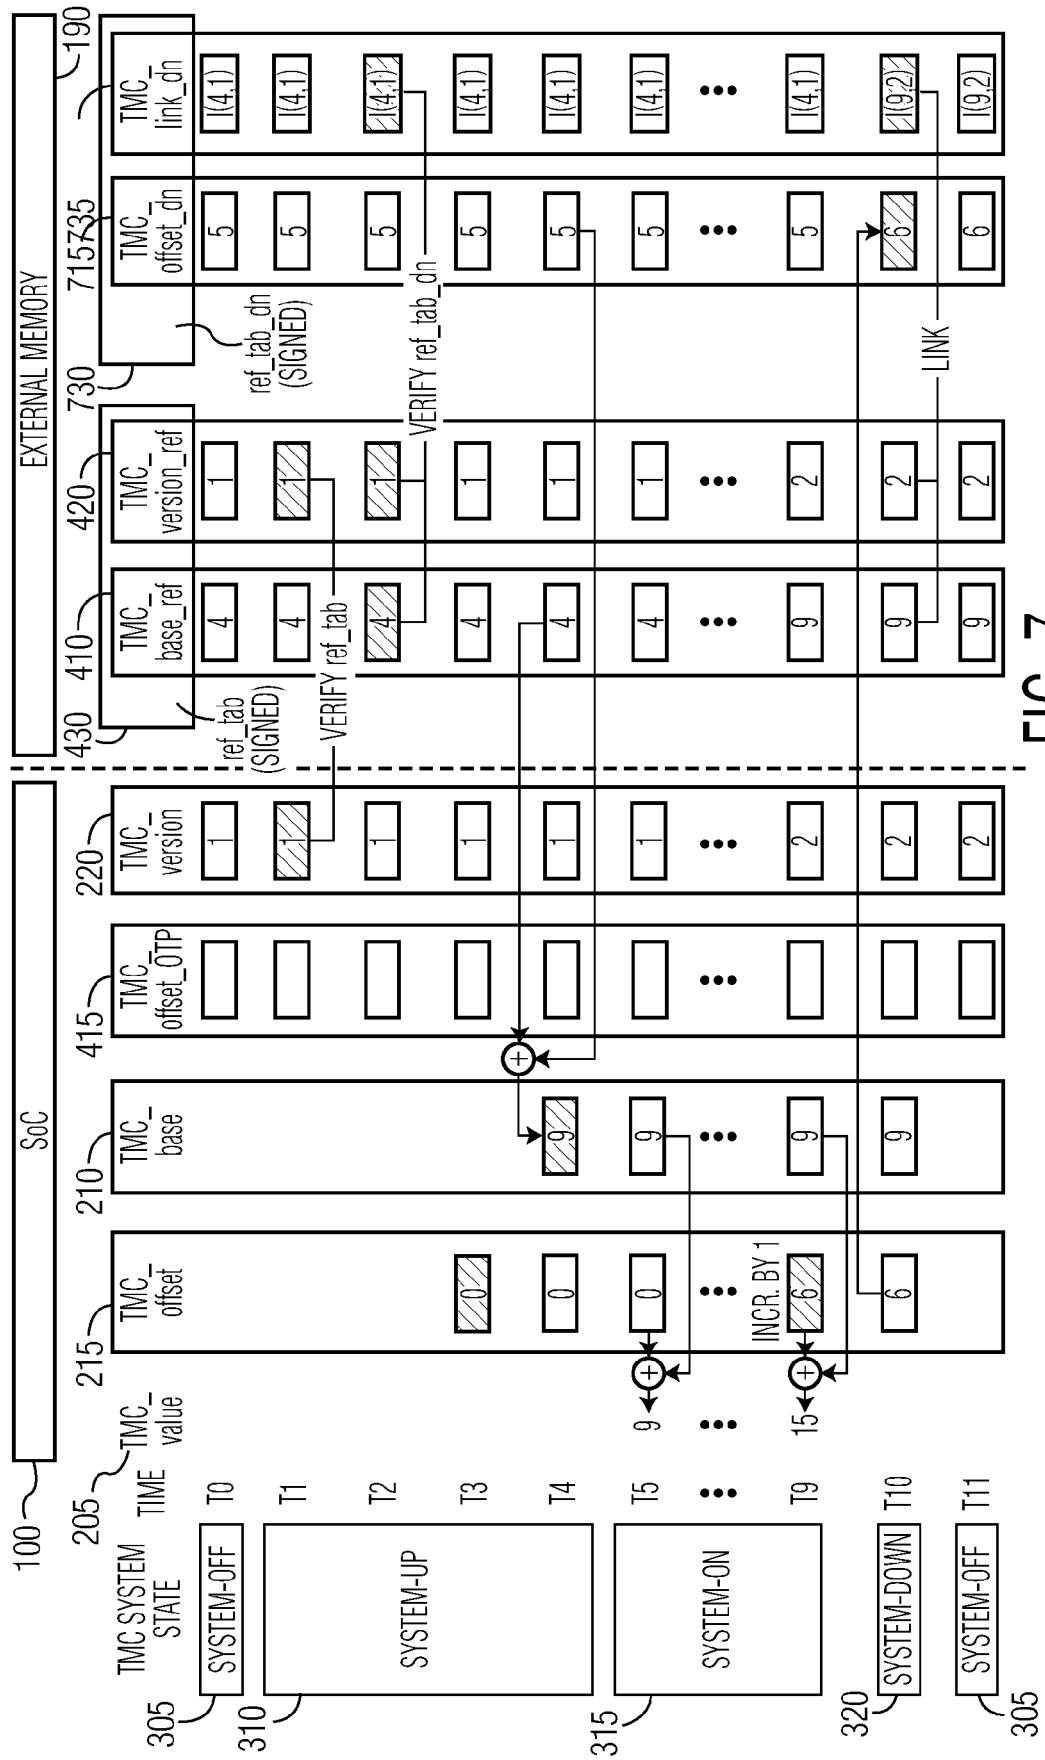 100 SoC EXTERNAL MEMORY 190
205 215 210 415 220 430 410 420 730 715 735
TMC SYSTEM STATE TIME TMC_value TMC_offset TMC_base TMC_offset_OTP TMC_version TMC_base_ref TMC_version_ref TMC_offset_dn TMC_link_dn
305 SYSTEM-OFF T0 1 4 1 5 l(4,1)
ref_tab (SIGNED) ref_tab_dn (SIGNED)
310 SYSTEM-UP
T1 1 4 1 5 l(4,1)
VERIFY ref_tab
T2 1 4 1 5 l(4,1)
VERIFY ref_tab_dn
T3 0 1 4 1 5 l(4,1)
+
T4 0 9 1 4 1 5 l(4,1)
315 SYSTEM-ON
T5 9 + 0 9 1 4 1 5 l(4,1)
••• ••• ••• ••• ••• ••• ••• ••• ••• •••
INCR. BY 1
T9 15 + 6 9 2 9 2 5 l(4,1)
320 SYSTEM-DOWN T10 6 9 2 9 2 6 l(9,2)
LINK
305 SYSTEM-OFF T11 2 9 2 6 l(9,2)
FIG. 7